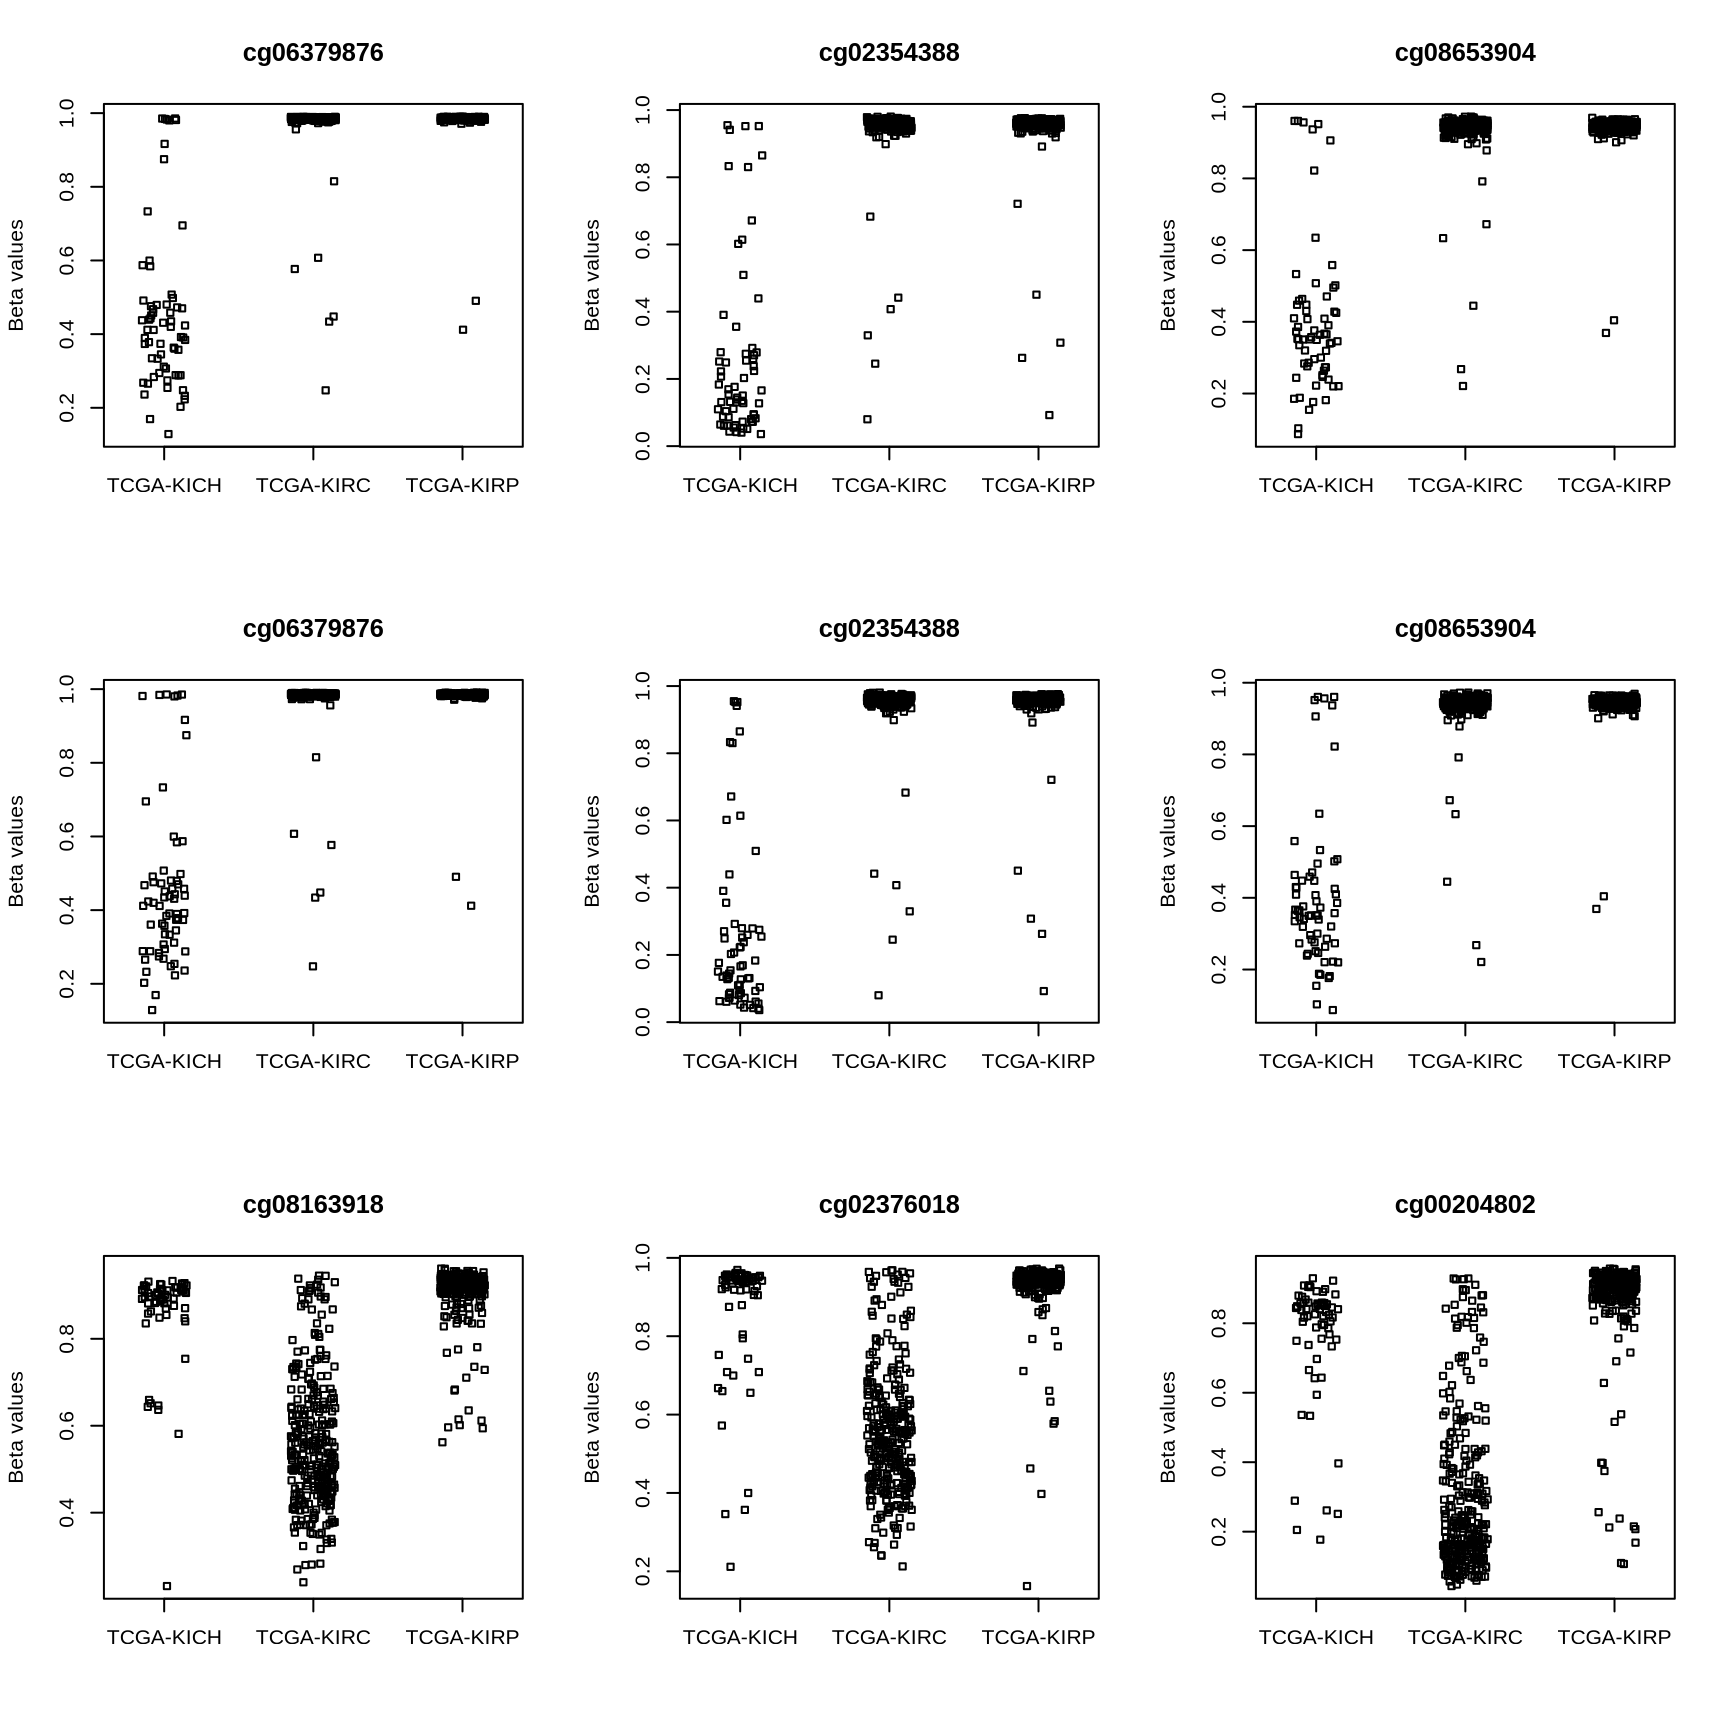 cg06379876 cg02354388 cg08653904
Beta values Beta values Beta values
1.0 1.0 1.0
0.8 0.8 0.8
0.6 0.6 0.6
0.4 0.4 0.4
0.2 0.2 0.2
0.0
TCGA-KICH TCGA-KIRC TCGA-KIRP TCGA-KICH TCGA-KIRC TCGA-KIRP TCGA-KICH TCGA-KIRC TCGA-KIRP
cg06379876 cg02354388 cg08653904
Beta values Beta values Beta values
1.0 1.0 1.0
0.8 0.8 0.8
0.6 0.6 0.6
0.4 0.4 0.4
0.2 0.2 0.2
0.0
TCGA-KICH TCGA-KIRC TCGA-KIRP TCGA-KICH TCGA-KIRC TCGA-KIRP TCGA-KICH TCGA-KIRC TCGA-KIRP
cg08163918 cg02376018 cg00204802
Beta values Beta values Beta values
1.0
0.8 0.8 0.8
0.6 0.6 0.6
0.4 0.4 0.4
0.2 0.2
TCGA-KICH TCGA-KIRC TCGA-KIRP TCGA-KICH TCGA-KIRC TCGA-KIRP TCGA-KICH TCGA-KIRC TCGA-KIRP